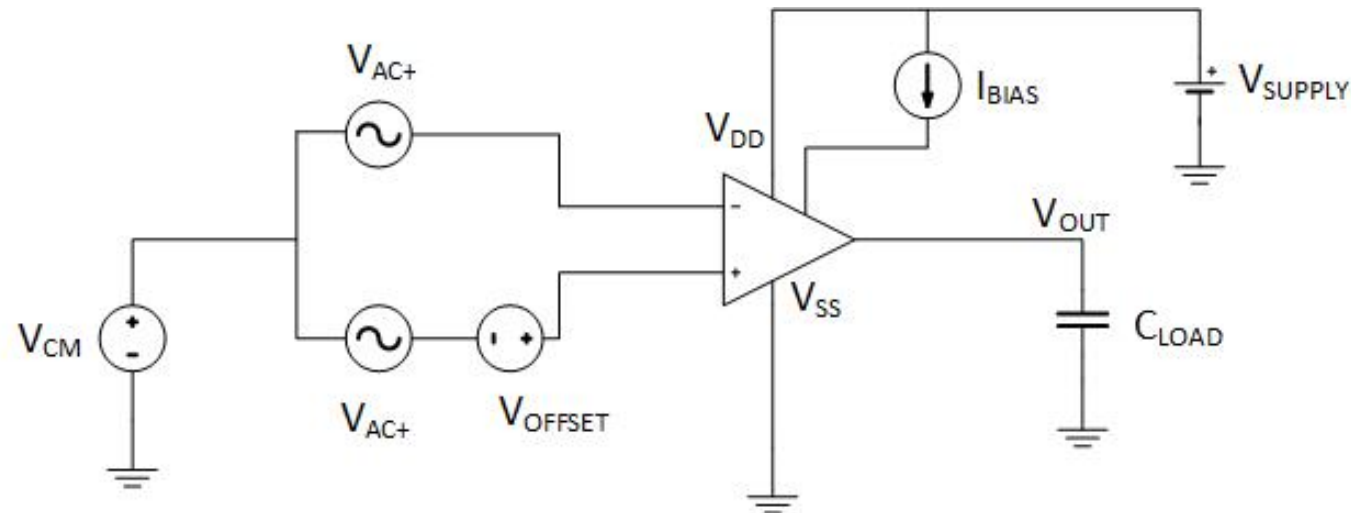 V_AC+
I_BIAS
V_SUPPLY
V_DD
V_OUT
V_SS
V_CM
C_LOAD
V_AC+
V_OFFSET